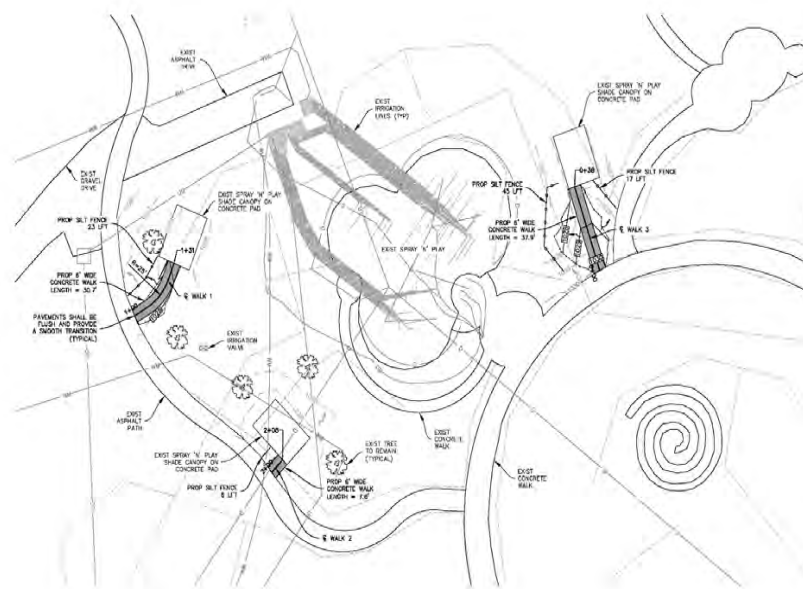 EXIST
ASPHALT
DRIVE
EXIST
IRRIGATION
LINES (TYP)
EXIST SPRAY 'N' PLAY
SHADE CANOPY ON
CONCRETE PAD
0+38
PROP SILT FENCE
17 LFT
PROP SILT FENCE
45 LFT
PROP 6' WIDE
CONCRETE WALK
LENGTH = 37.9'
℄ WALK 3
EXIST
GRAVEL
DRIVE
EXIST SPRAY 'N' PLAY
SHADE CANOPY ON
CONCRETE PAD
PROP SILT FENCE
23 LFT
1+31
EXIST SPRAY 'N' PLAY
PROP 6' WIDE
CONCRETE WALK
LENGTH = 30.7'
℄ WALK 1
PAVEMENTS SHALL BE
FLUSH AND PROVIDE
A SMOOTH TRANSITION
(TYPICAL)
EXIST
IRRIGATION
VALVE
EXIST
ASPHALT
PATH
2+08
EXIST SPRAY 'N' PLAY
SHADE CANOPY ON
CONCRETE PAD
EXIST TREE
TO REMAIN
(TYPICAL)
EXIST
CONCRETE
WALK
PROP SILT FENCE
8 LFT
PROP 6' WIDE
CONCRETE WALK
EXIST
CONCRETE
WALK
℄ WALK 2